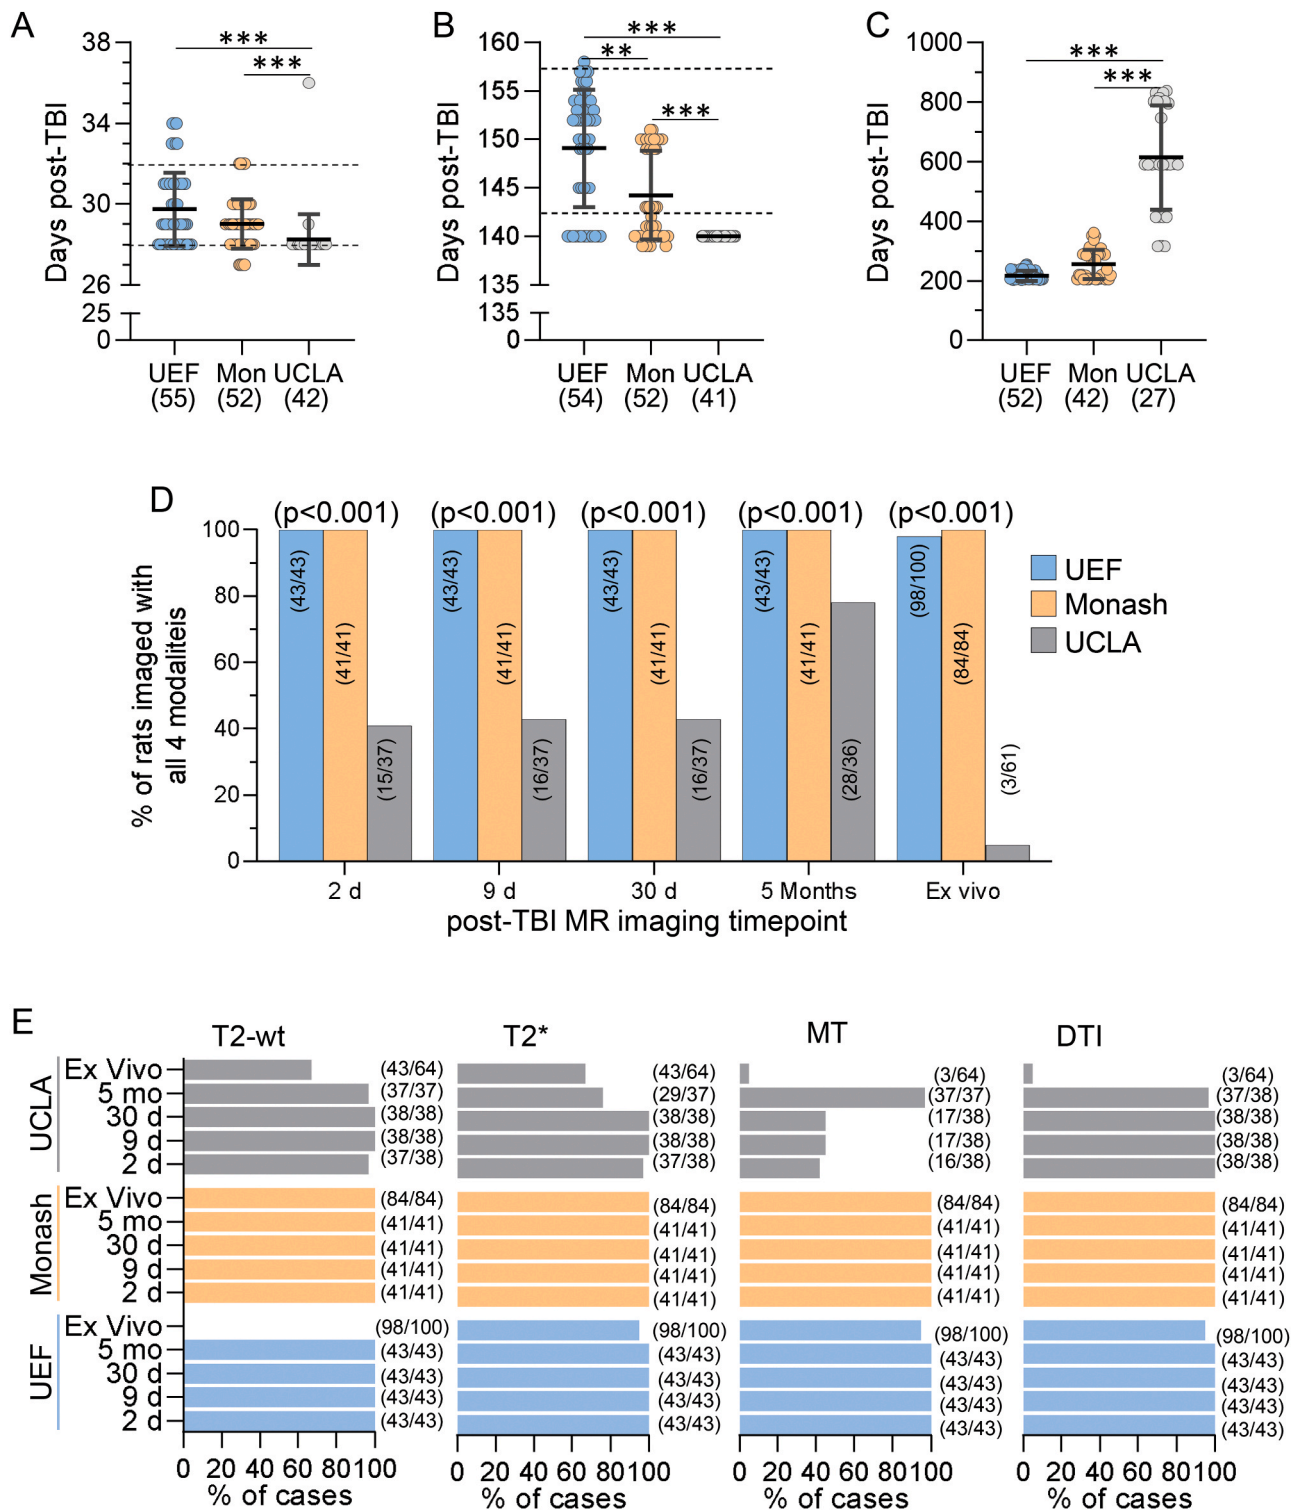 A
38
34
30
26
25
0
Days post-TBI
***
***
UEF
(55)
Mon
(52)
UCLA
(42)
B
160
155
150
145
140
135
135
0
Days post-TBI
***
**
***
UEF
(54)
Mon
(52)
UCLA
(41)
C
1000
800
600
400
200
0
Days post-TBI
***
***
UEF
(52)
Mon
(42)
UCLA
(27)
D
(p<0.001) (p<0.001) (p<0.001) (p<0.001) (p<0.001)
100
80
60
40
20
0
% of rats imaged with
all 4 modaliteis
(43/43)
(41/41)
(15/37)
(43/43)
(41/41)
(16/37)
(43/43)
(41/41)
(16/37)
(43/43)
(41/41)
(28/36)
(98/100)
(84/84)
(3/61)
2 d
9 d
30 d
5 Months
Ex vivo
post-TBI MR imaging timepoint
UEF
Monash
UCLA
E
T2-wt
T2*
MT
DTI
UCLA
Ex Vivo (43/64) (43/64) (3/64) (3/64)
5 mo (37/37) (29/37) (37/37) (37/38)
30 d (38/38) (38/38) (17/38) (38/38)
9 d (38/38) (38/38) (17/38) (38/38)
2 d (37/38) (37/38) (16/38) (38/38)
Monash
Ex Vivo (84/84) (84/84) (84/84) (84/84)
5 mo (41/41) (41/41) (41/41) (41/41)
30 d (41/41) (41/41) (41/41) (41/41)
9 d (41/41) (41/41) (41/41) (41/41)
2 d (41/41) (41/41) (41/41) (41/41)
UEF
Ex Vivo (98/100) (98/100) (98/100) (98/100)
5 mo (43/43) (43/43) (43/43) (43/43)
30 d (43/43) (43/43) (43/43) (43/43)
9 d (43/43) (43/43) (43/43) (43/43)
2 d (43/43) (43/43) (43/43) (43/43)
0 20 40 60 80 100 0 20 40 60 80 100 0 20 40 60 80 100 0 20 40 60 80 100
% of cases % of cases % of cases % of cases